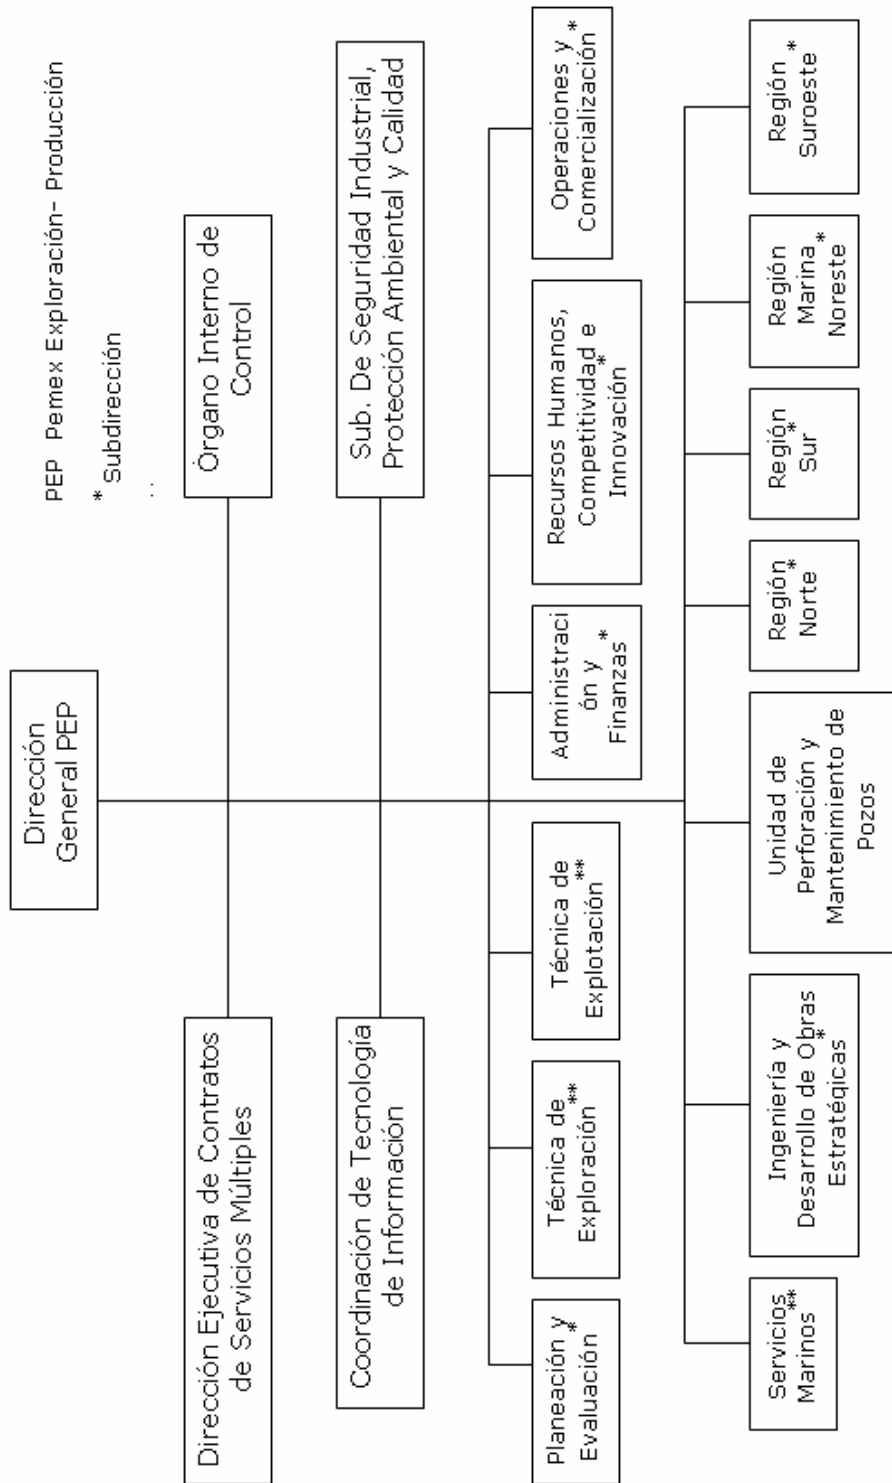 Dirección
General PEP
PEP Pemex Exploración- Producción
* Subdirección
..
Dirección Ejecutiva de Contratos
de Servicios Múltiples
Órgano Interno de
Control
Coordinación de Tecnología
de Información
Sub. De Seguridad Industrial,
Protección Ambiental y Calidad
Planeación y
Evaluación *
Técnica de **
Exploración
Técnica de **
Explotación
Administraci
ón y
Finanzas *
Recursos Humanos,
Competitividad e
Innovación *
Operaciones y
Comercialización *
Servicios **
Marinos
Ingeniería y
Desarrollo de Obras
Estratégicas *
Unidad de
Perforación y
Mantenimiento de
Pozos
Región *
Norte
Región *
Sur
Región
Marina *
Noreste
Región *
Suroeste